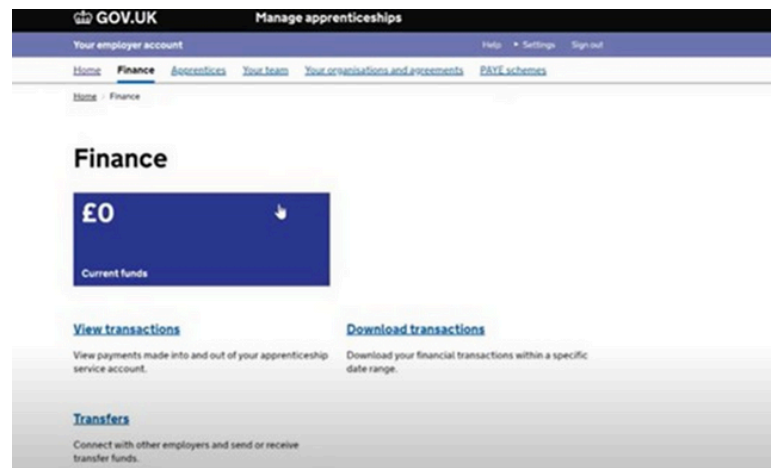 GOV.UK Manage apprenticeships
Your employer account Help Settings Sign out
Home Finance Apprentices Your team Your organisations and agreements PAYE schemes
Home > Finance
Finance
£0
Current funds
View transactions
View payments made into and out of your apprenticeship
service account.
Download transactions
Download your financial transactions within a specific
date range.
Transfers
Connect with other employers and send or receive
transfer funds.